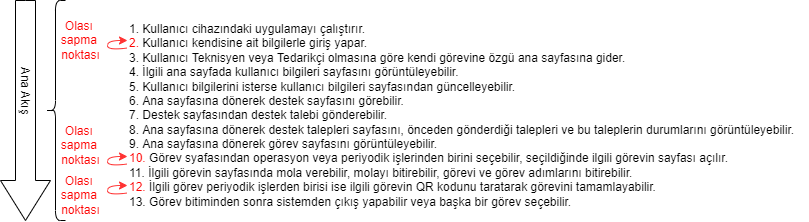 Ana Akış
Olası
sapma
noktası
1. Kullanıcı cihazındaki uygulamayı çalıştırır.
2. Kullanıcı kendisine ait bilgilerle giriş yapar.
3. Kullanıcı Teknisyen veya Tedarikçi olmasına göre kendi görevine özgü ana sayfasına gider.
4. İlgili ana sayfada kullanıcı bilgileri sayfasını görüntüleyebilir.
5. Kullanıcı bilgilerini isterse kullanıcı bilgileri sayfasından güncelleyebilir.
6. Ana sayfasına dönerek destek sayfasını görebilir.
7. Destek sayfasından destek talebi gönderebilir.
8. Ana sayfasına dönerek destek talepleri sayfasını, önceden gönderdiği talepleri ve bu taleplerin durumlarını görüntüleyebilir.
9. Ana sayfasına dönerek görev sayfasını görüntüleyebilir.
Olası
sapma
noktası
10. Görev syafasından operasyon veya periyodik işlerinden birini seçebilir, seçildiğinde ilgili görevin sayfası açılır.
11. İlgili görevin sayfasında mola verebilir, molayı bitirebilir, görevi ve görev adımlarını bitirebilir.
Olası
sapma
noktası
12. İlgili görev periyodik işlerden birisi ise ilgili görevin QR kodunu taratarak görevini tamamlayabilir.
13. Görev bitiminden sonra sistemden çıkış yapabilir veya başka bir görev seçebilir.